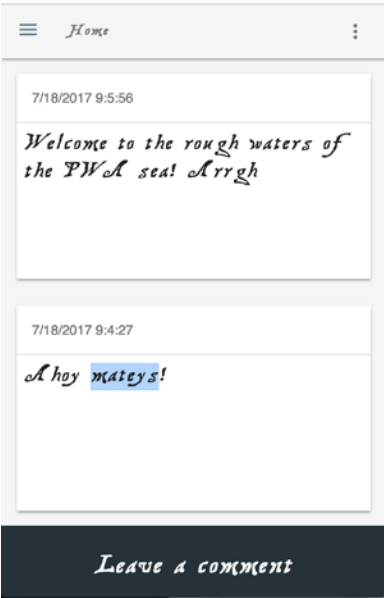 Home
7/18/2017 9:5:56
Welcome to the rough waters of
the PWA sea! Arrgh
7/18/2017 9:4:27
Ahoy mateys!
Leave a comment